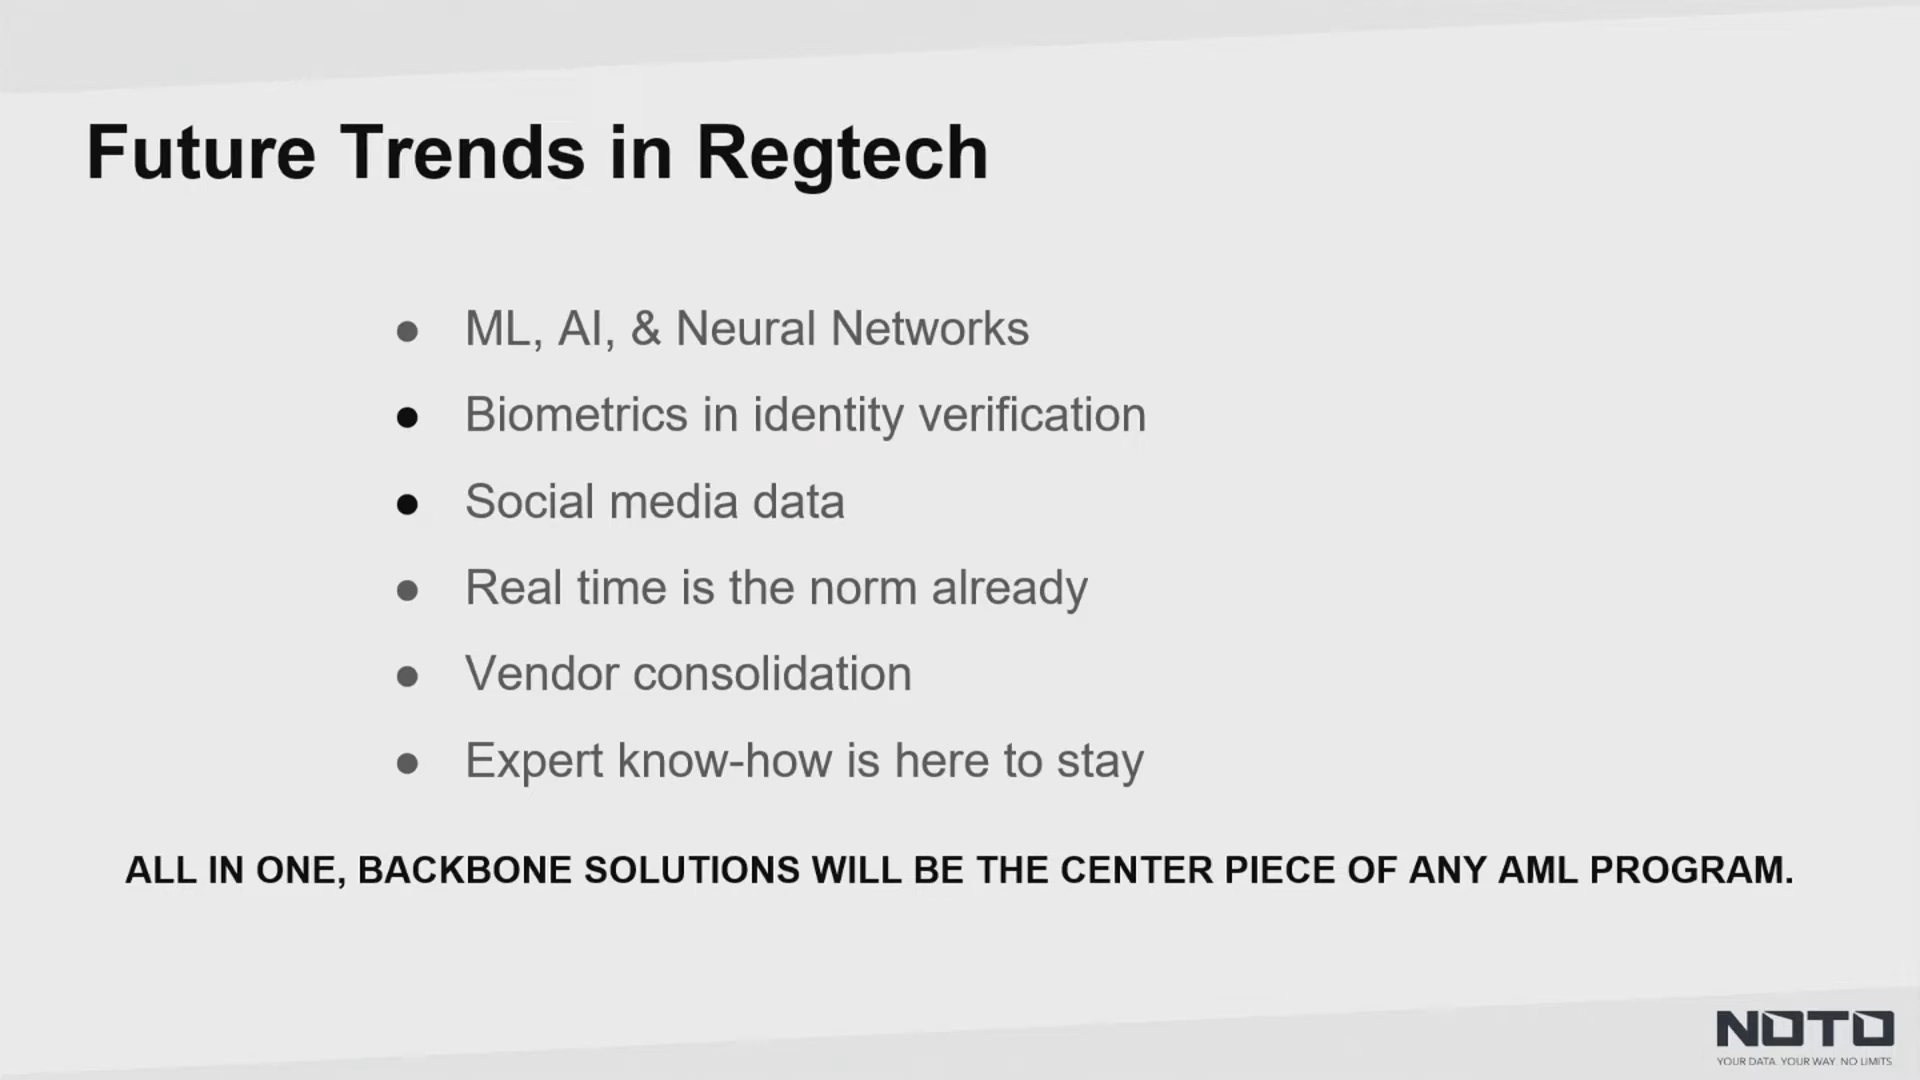 Future Trends in Regtech
● ML, AI, & Neural Networks
● Biometrics in identity verification
● Social media data
● Real time is the norm already
● Vendor consolidation
● Expert know-how is here to stay
ALL IN ONE, BACKBONE SOLUTIONS WILL BE THE CENTER PIECE OF ANY AML PROGRAM.
NOTO
YOUR DATA. YOUR WAY. NO LIMITS